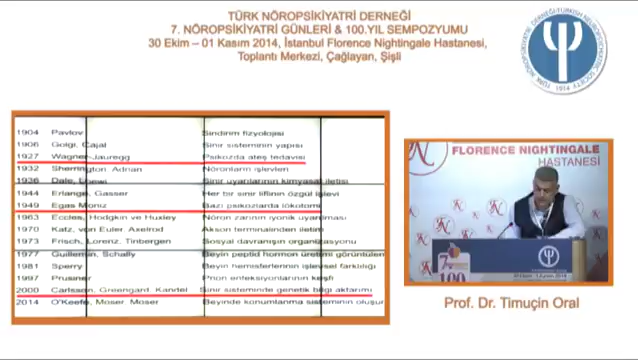 TÜRK NÖROPSİKİYATRİ DERNEĞİ
7. NÖROPSİKİYATRİ GÜNLERİ & 100.YIL SEMPOZYUMU
30 Ekim – 01 Kasım 2014, İstanbul Florence Nightingale Hastanesi,
Toplantı Merkezi, Çağlayan, Şişli
1904 Pavlov Sindirim fizyolojisi
1906 Golgi, Cajal Sinir sisteminin yapısı
1927 Wagner-Jauregg Psikozda ateş tedavisi
1932 Sherrington, Adrian Nöronların işlevleri
1936 Dale, Loewi Sinir uyarılarının kimyasal iletisi
1944 Erlanger, Gasser Her bir sinir lifinin özgül işlevi
1949 Egas Moniz Bazı psikozlarda lökotomi
1963 Eccles, Hodgkin ve Huxley Nöron zarının iyonik uyarılması
1970 Katz, von Euler, Axelrod Akson terminalinden iletim
1973 Frisch, Lorenz, Tinbergen Sosyal davranışın organizasyonu
1977 Guillemin, Schally Beyin peptid hormon üretimi görüntülen
1981 Sperry Beyin hemisferlerinin işlevsel farklılığı
1997 Prusiner Prion enfeksiyonlarının keşfi
2000 Carlsson, Greengard, Kandel Sinir sisteminde genetik bilgi aktarımı
2014 O'Keefe, Moser Moser Beyinde konumlanma sisteminin oluşur
FLORENCE NIGHTINGALE
HASTANESİ
100
Prof. Dr. Timuçin Oral